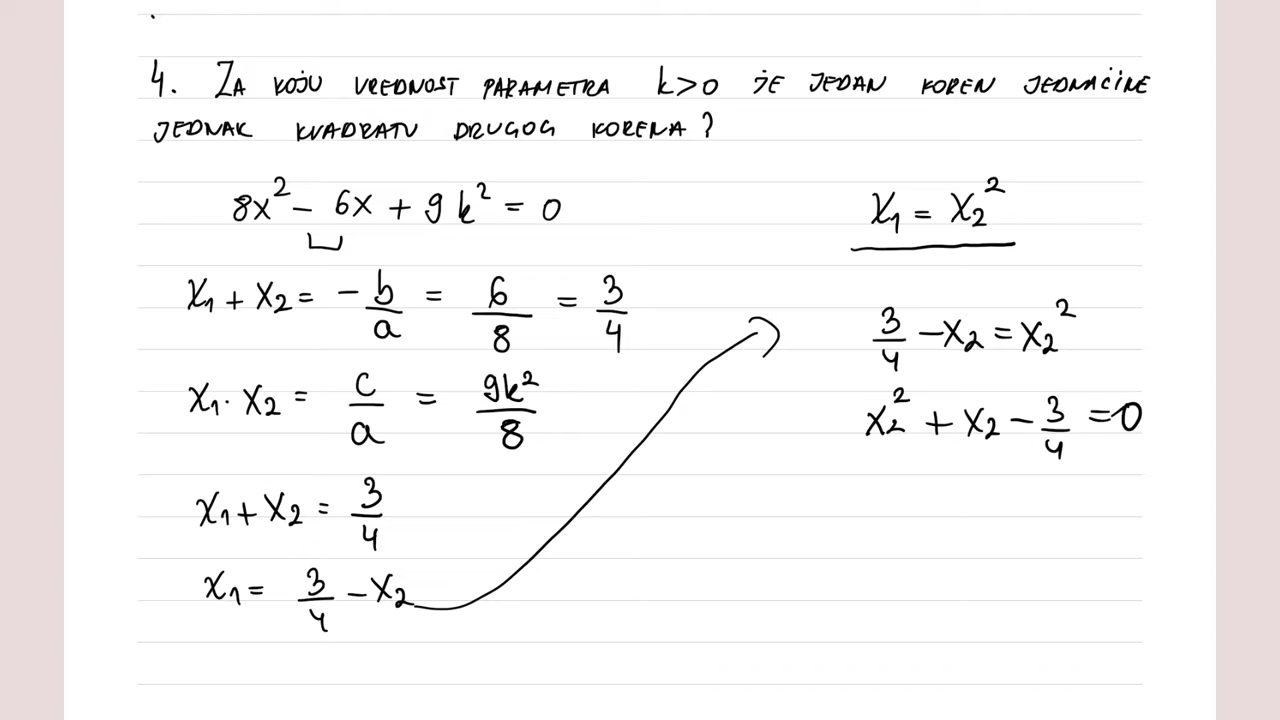 4. ZA KOJU VREDNOST PARAMETRA k>0 JE JEDAN KOREN JEDNAČINE
JEDNAK KVADRATU DRUGOG KORENA?
8x² - 6x + 9k² = 0
x₁ + x₂ = -b/a = 6/8 = 3/4
x₁ · x₂ = c/a = 9k²/8
x₁ + x₂ = 3/4
x₁ = 3/4 - x₂
x₁ = x₂²
3/4 - x₂ = x₂²
x₂² + x₂ - 3/4 = 0